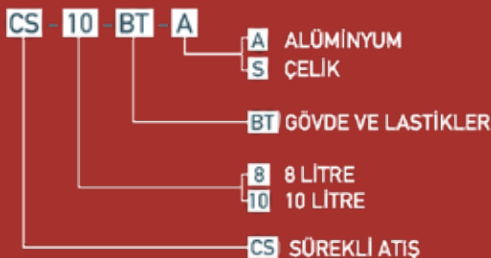 CS - 10 - BT - A
A ALÜMİNYUM
S ÇELİK
BT GÖVDE VE LASTİKLER
8 8 LİTRE
10 10 LİTRE
CS SÜREKLİ ATIŞ